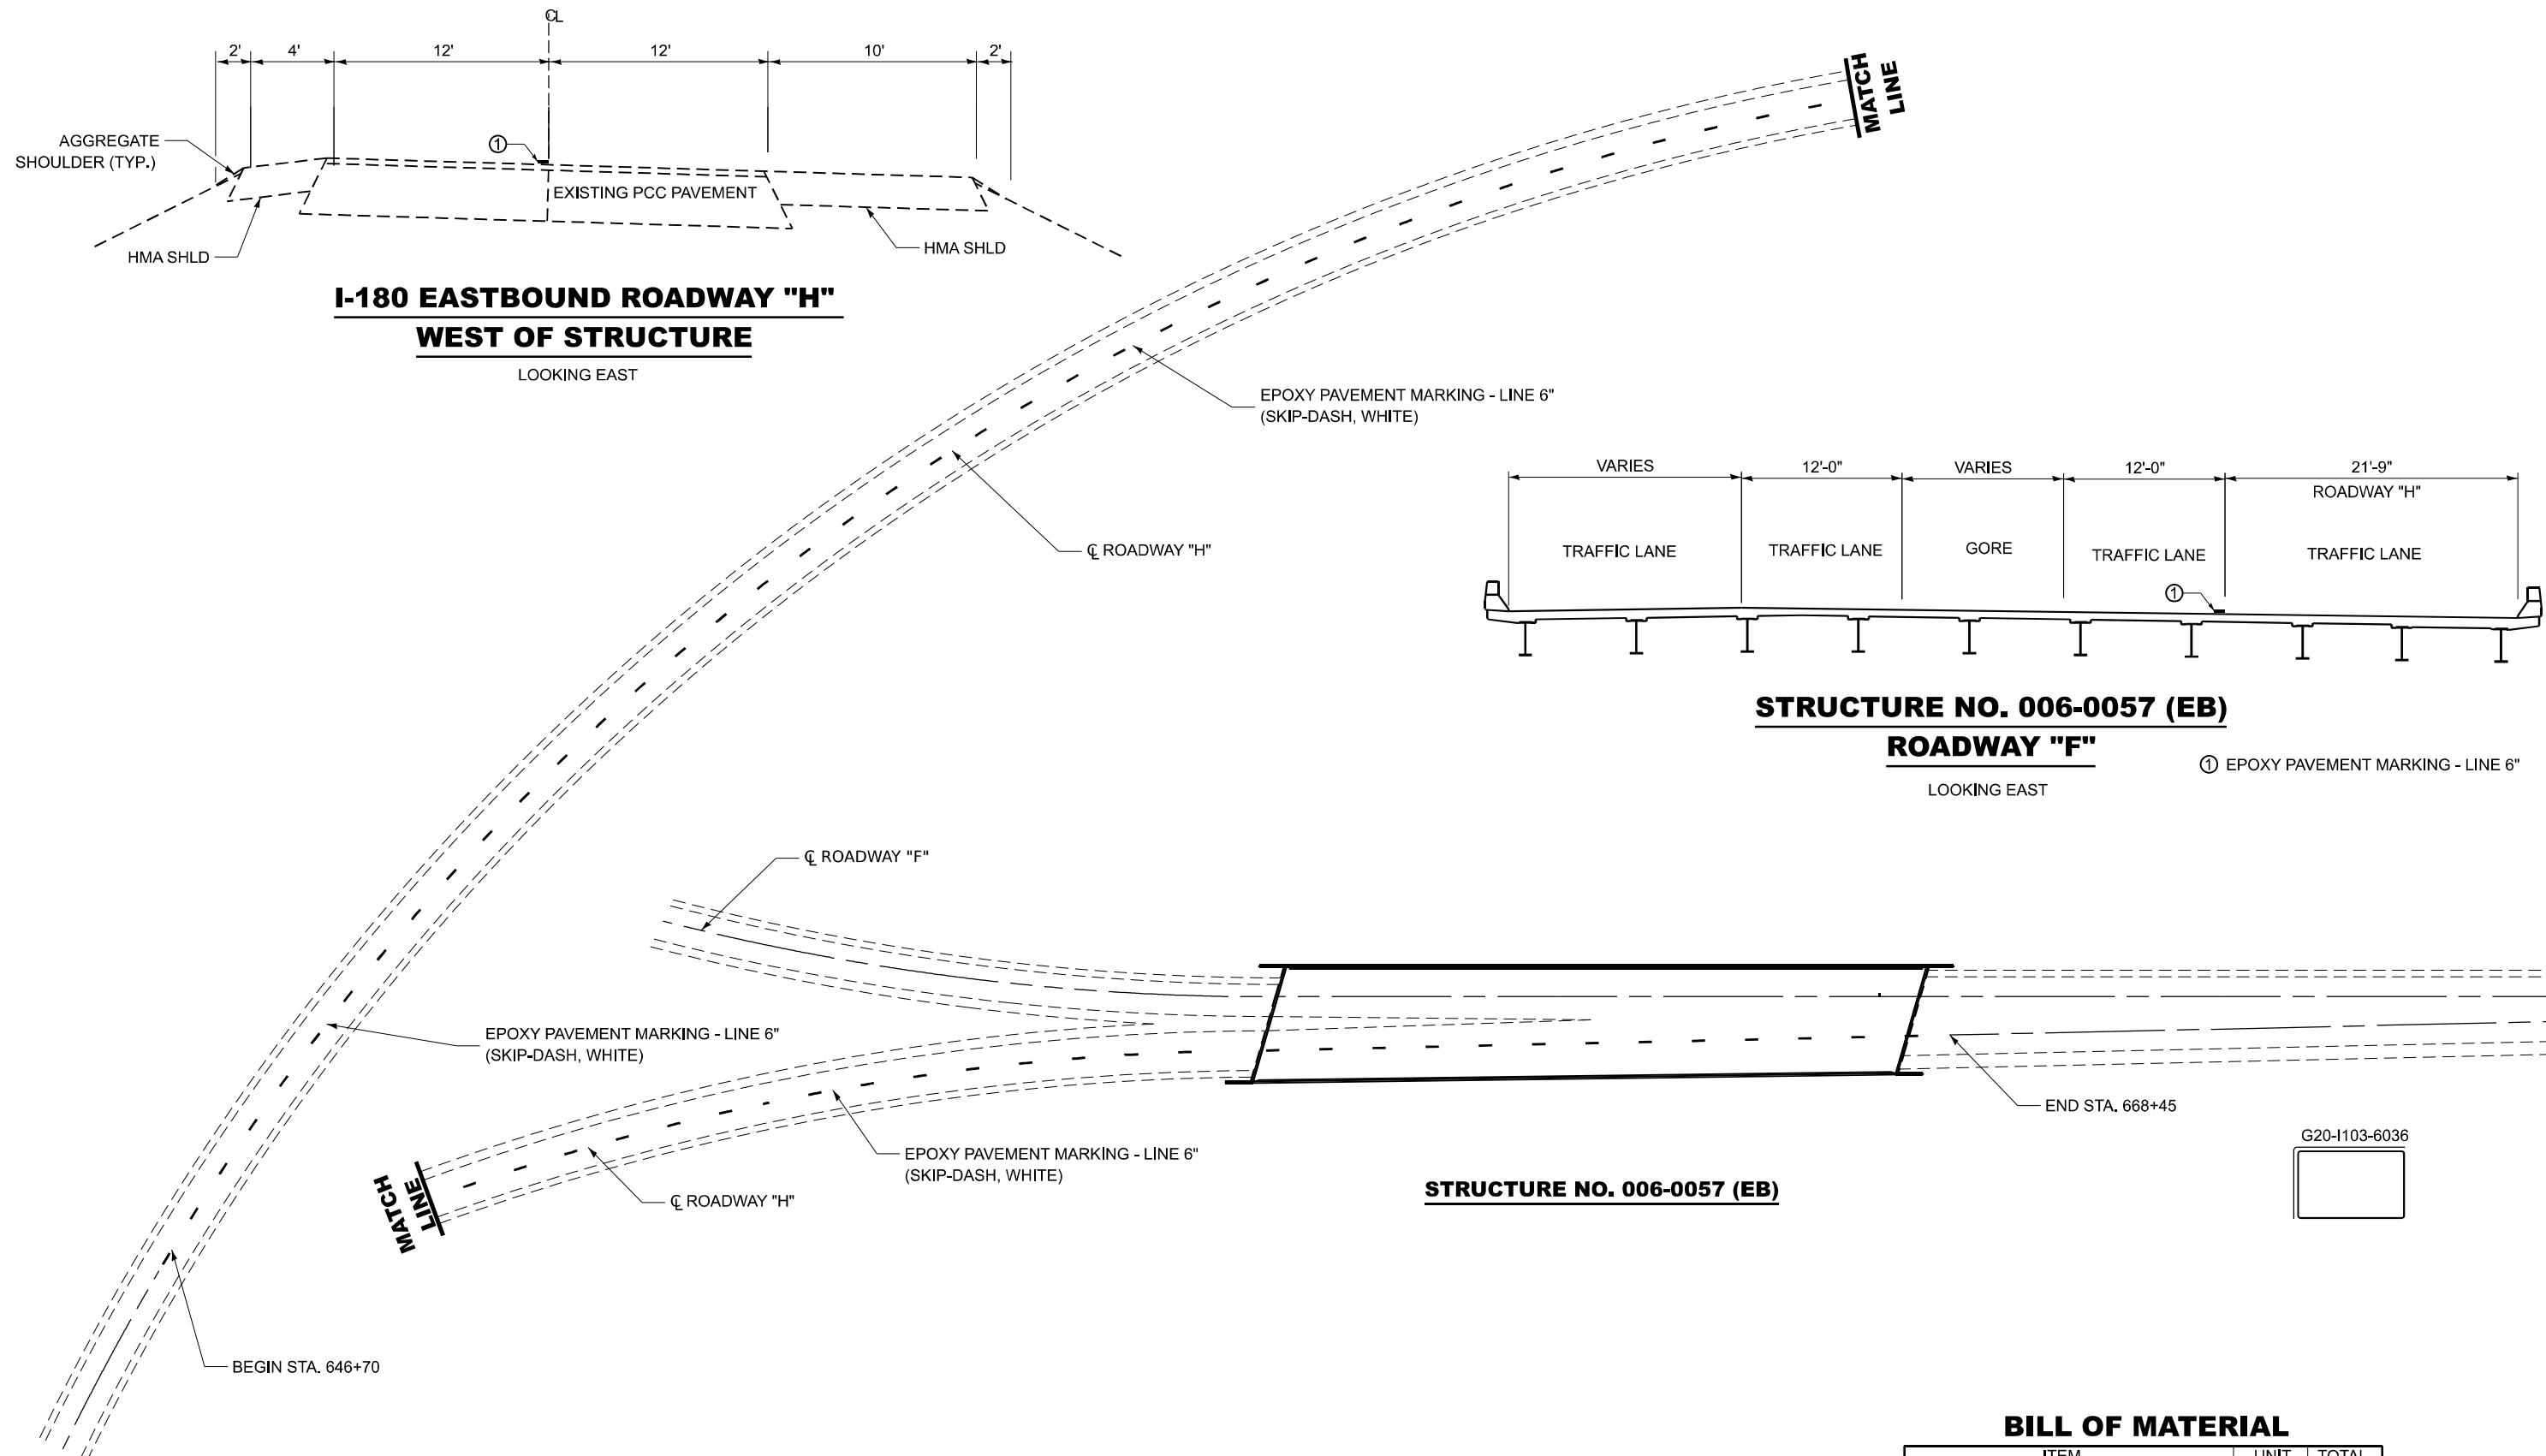 CL
2' 4' 12' 12' 10' 2'
AGGREGATE
SHOULDER (TYP.)
①
EXISTING PCC PAVEMENT
HMA SHLD
HMA SHLD
I-180 EASTBOUND ROADWAY "H"
WEST OF STRUCTURE
LOOKING EAST
MATCH
LINE
EPOXY PAVEMENT MARKING - LINE 6"
(SKIP-DASH, WHITE)
CL ROADWAY "H"
VARIES 12'-0" VARIES 12'-0" 21'-9"
ROADWAY "H"
TRAFFIC LANE TRAFFIC LANE GORE TRAFFIC LANE TRAFFIC LANE
①
STRUCTURE NO. 006-0057 (EB)
ROADWAY "F"
LOOKING EAST
① EPOXY PAVEMENT MARKING - LINE 6"
CL ROADWAY "F"
EPOXY PAVEMENT MARKING - LINE 6"
(SKIP-DASH, WHITE)
END STA. 668+45
EPOXY PAVEMENT MARKING - LINE 6"
(SKIP-DASH, WHITE)
CL ROADWAY "H"
MATCH
LINE
STRUCTURE NO. 006-0057 (EB)
G20-I103-6036
BEGIN STA. 646+70
BILL OF MATERIAL
ITEM UNIT TOTAL